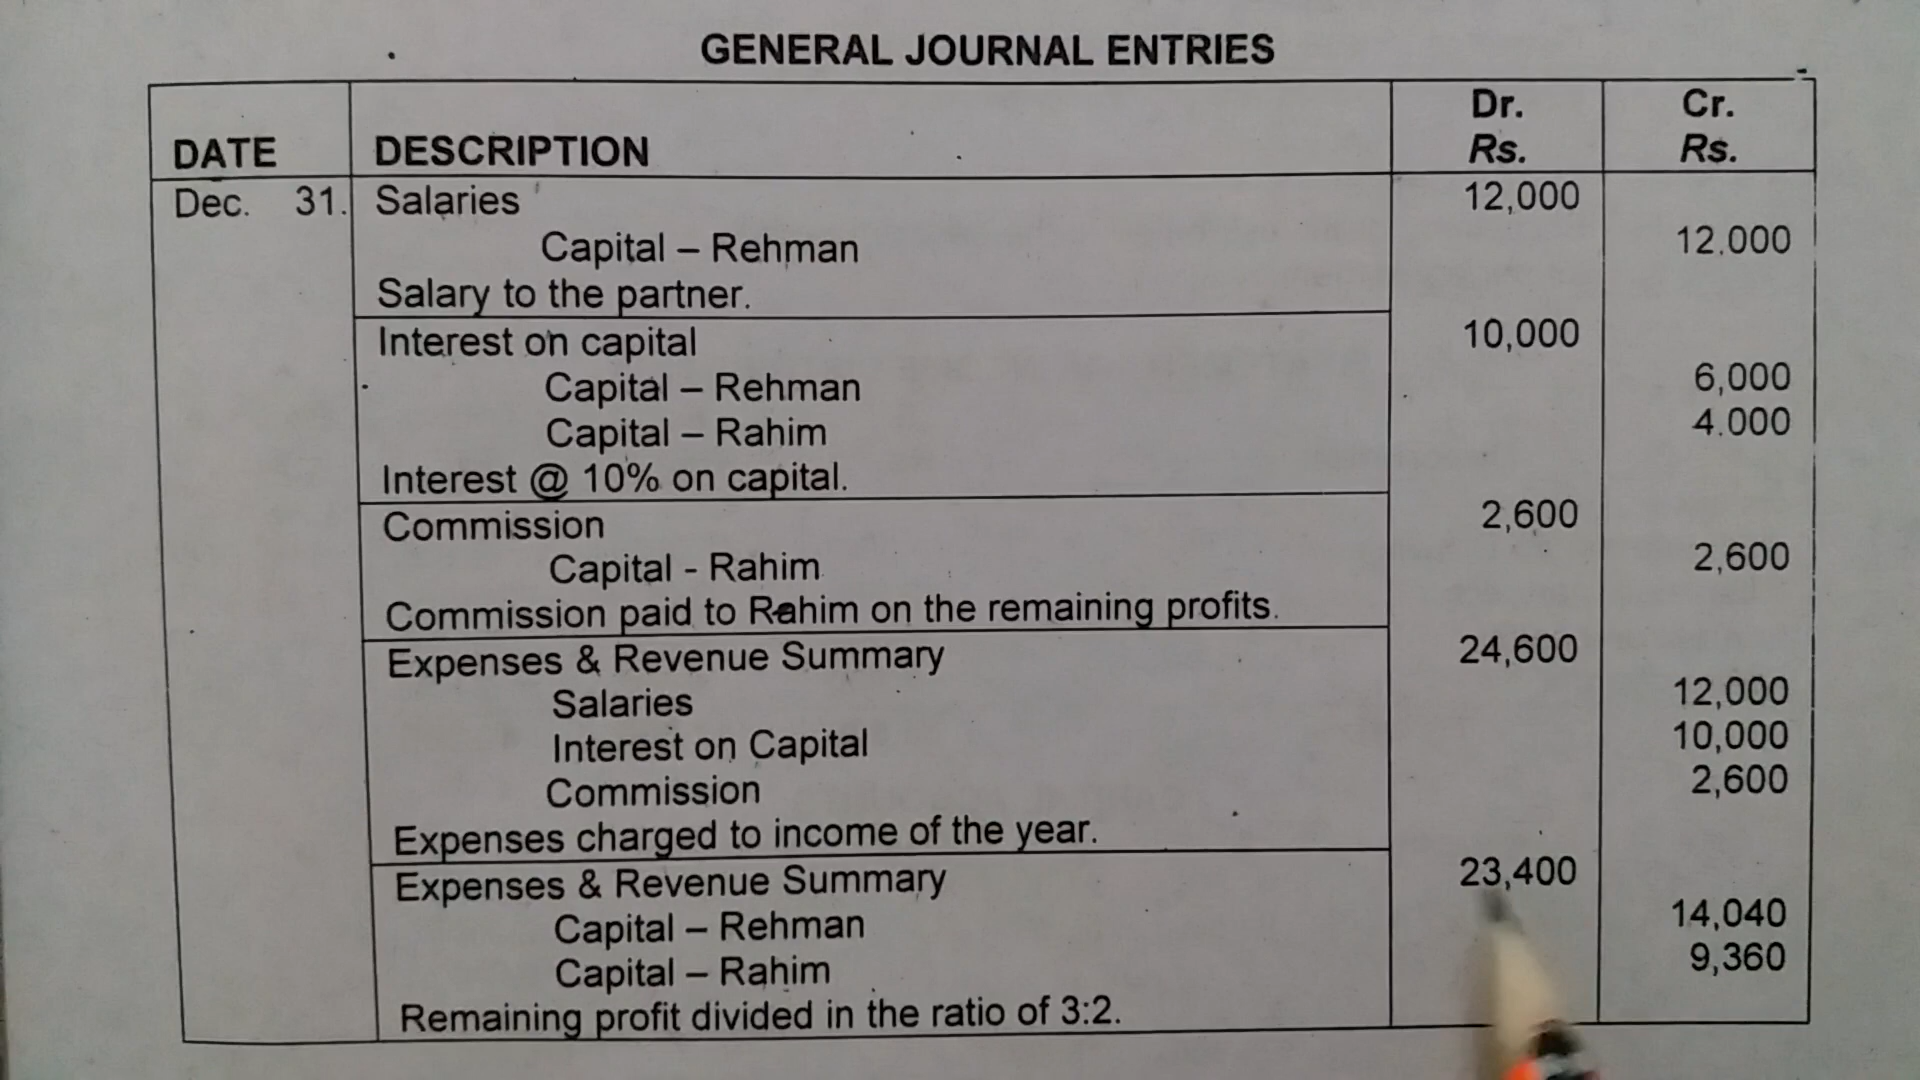 GENERAL JOURNAL ENTRIES
DATE DESCRIPTION Dr. Rs. Cr. Rs.
Dec. 31. Salaries 12,000
Capital – Rehman 12,000
Salary to the partner.
Interest on capital 10,000
Capital – Rehman 6,000
Capital – Rahim 4.000
Interest @ 10% on capital.
Commission 2,600
Capital - Rahim 2,600
Commission paid to Rahim on the remaining profits.
Expenses & Revenue Summary 24,600
Salaries 12,000
Interest on Capital 10,000
Commission 2,600
Expenses charged to income of the year.
Expenses & Revenue Summary 23,400
Capital – Rehman 14,040
Capital – Rahim 9,360
Remaining profit divided in the ratio of 3:2.